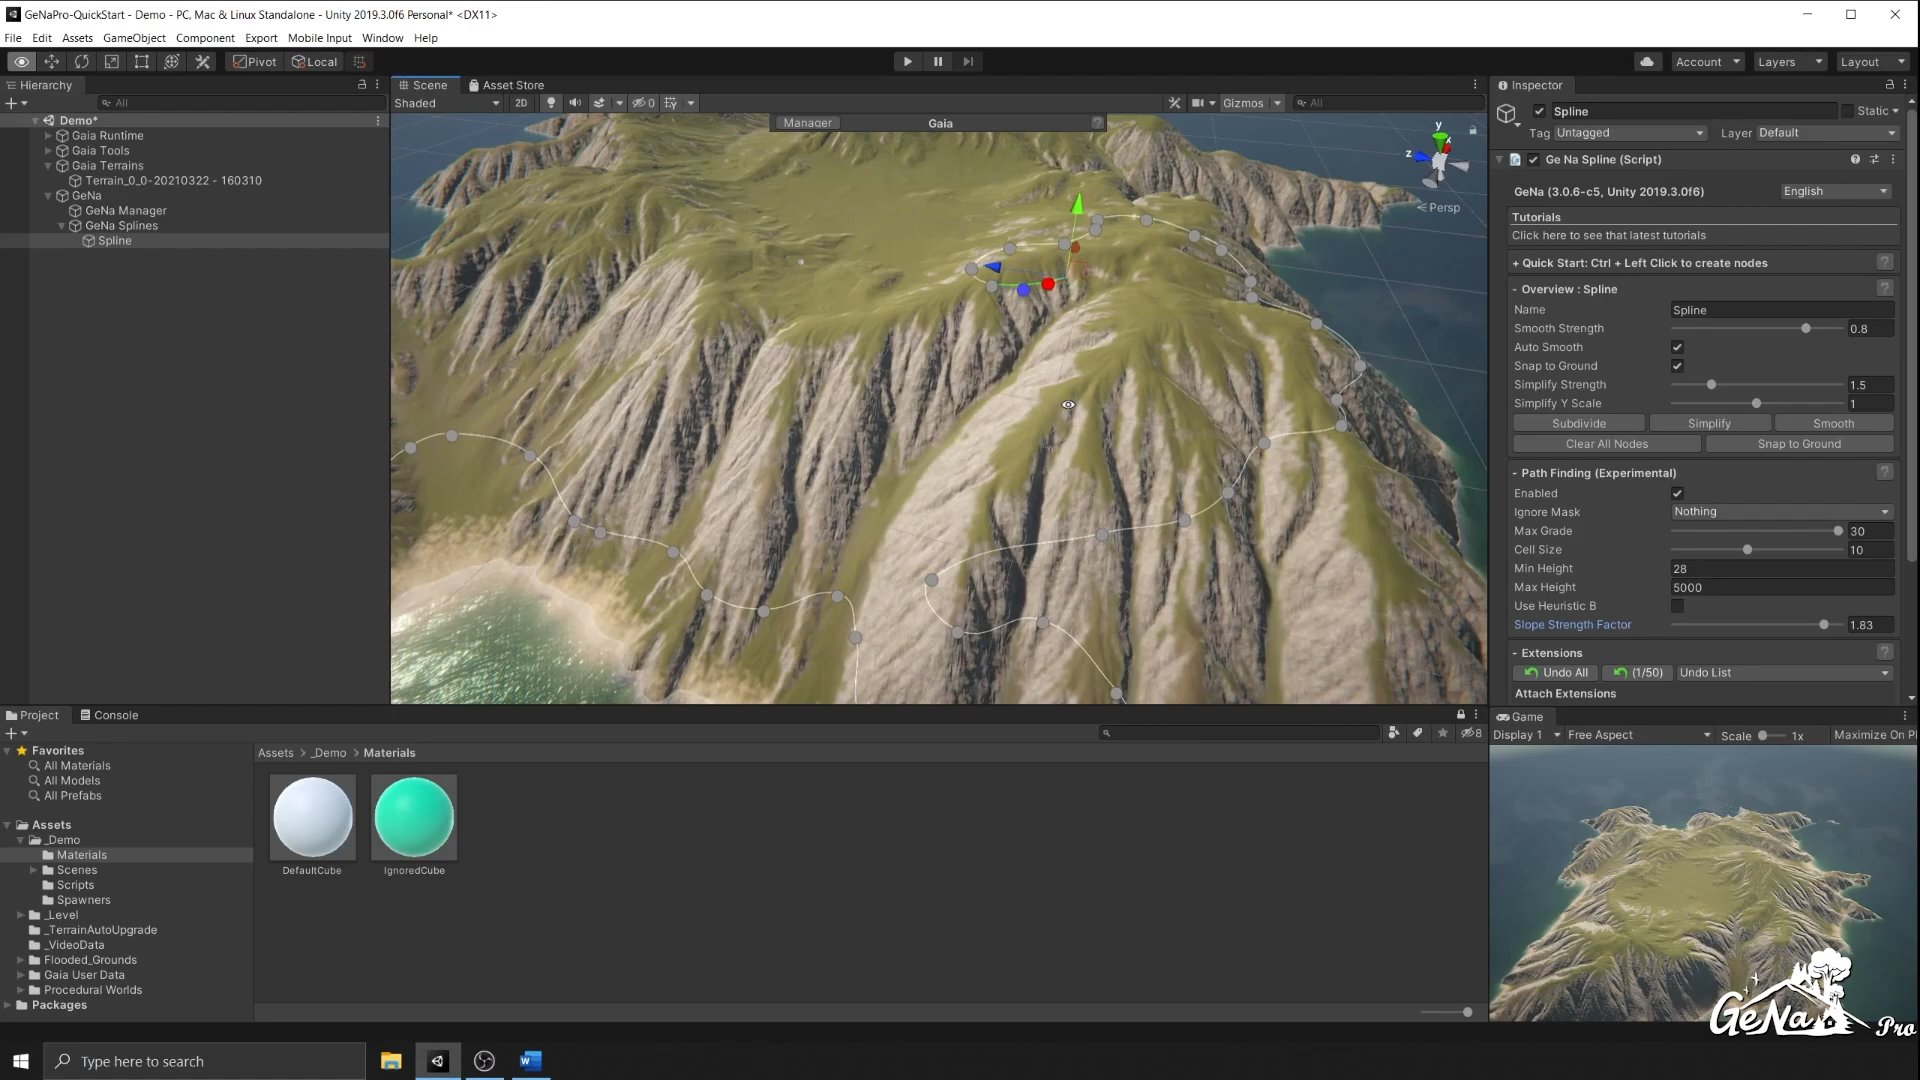 GeNaPro-QuickStart - Demo - PC, Mac & Linux Standalone - Unity 2019.3.0f6 Personal* <DX11>
File Edit Assets GameObject Component Export Mobile Input Window Help
Pivot Local Account Layers Layout
Hierarchy
All
Demo*
Gaia Runtime
Gaia Tools
Gaia Terrains
Terrain_0_0-20210322 - 160310
GeNa
GeNa Manager
GeNa Splines
Spline
Scene Asset Store
Shaded 2D 0 Gizmos All
Manager Gaia
y
x
z
Persp
Inspector
Spline Static
Tag Untagged Layer Default
Ge Na Spline (Script)
GeNa (3.0.6-c5, Unity 2019.3.0f6) English
Tutorials
Click here to see that latest tutorials
+ Quick Start: Ctrl + Left Click to create nodes ?
- Overview : Spline ?
Name Spline
Smooth Strength 0.8
Auto Smooth
Snap to Ground
Simplify Strength 1.5
Simplify Y Scale 1
Subdivide Simplify Smooth
Clear All Nodes Snap to Ground
- Path Finding (Experimental) ?
Enabled
Ignore Mask Nothing
Max Grade 30
Cell Size 10
Min Height 28
Max Height 5000
Use Heuristic B
Slope Strength Factor 1.83
- Extensions ?
Undo All (1/50) Undo List
Attach Extensions
Project Console
8
Favorites
All Materials
All Models
All Prefabs
Assets
_Demo
Materials
Scenes
Scripts
Spawners
_Level
_TerrainAutoUpgrade
_VideoData
Flooded_Grounds
Gaia User Data
Procedural Worlds
Packages
Assets > _Demo > Materials
DefaultCube IgnoredCube
Game
Display 1 Free Aspect Scale 1x Maximize On P
GeNa Pro
Type here to search
W